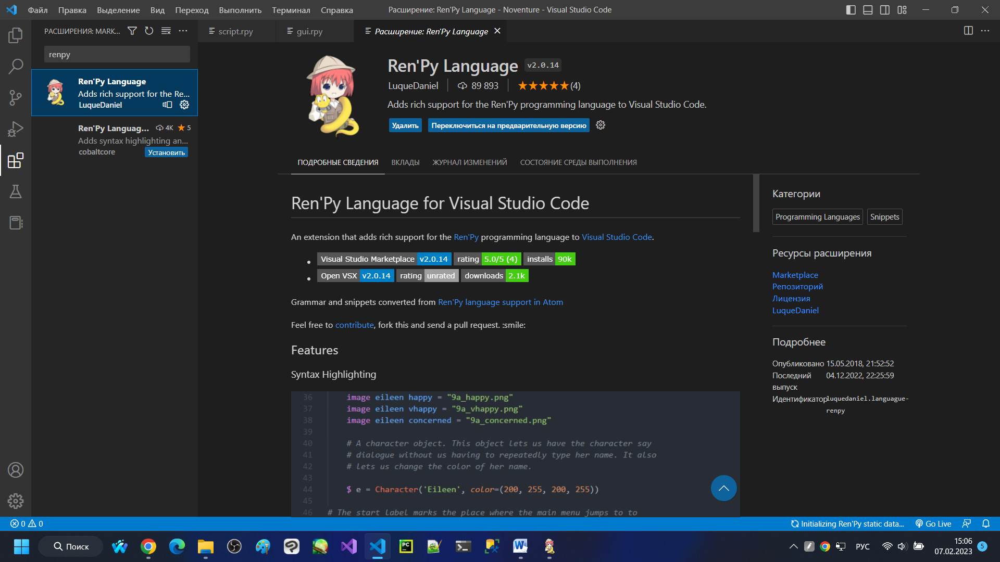 Файл Правка Выделение Вид Переход Выполнить Терминал Справка
Расширение: Ren'Py Language - Noventure - Visual Studio Code
РАСШИРЕНИЯ: MARK...
script.rpy
gui.rpy
Расширение: Ren'Py Language
renpy
Ren'Py Language
Adds rich support for the Re...
LuqueDaniel
Ren'Py Languag... 4K 5
Adds syntax highlighting an...
cobaltcore Установить
Ren'Py Language v2.0.14
LuqueDaniel 89 893 (4)
Adds rich support for the Ren'Py programming language to Visual Studio Code.
Удалить Переключиться на предварительную версию
ПОДРОБНЫЕ СВЕДЕНИЯ ВКЛАДЫ ЖУРНАЛ ИЗМЕНЕНИЙ СОСТОЯНИЕ СРЕДЫ ВЫПОЛНЕНИЯ
Ren'Py Language for Visual Studio Code
An extension that adds rich support for the Ren'Py programming language to Visual Studio Code.
Visual Studio Marketplace v2.0.14 rating 5.0/5 (4) installs 90k
Open VSX v2.0.14 rating unrated downloads 2.1k
Grammar and snippets converted from Ren'Py language support in Atom
Feel free to contribute, fork this and send a pull request. :smile:
Features
Syntax Highlighting
36 image eileen happy = "9a_happy.png"
37 image eileen vhappy = "9a_vhappy.png"
38 image eileen concerned = "9a_concerned.png"
39
40 # A character object. This object lets us have the character say
41 # dialogue without us having to repeatedly type her name. It also
42 # lets us change the color of her name.
43
44 $ e = Character('Eileen', color=(200, 255, 200, 255))
45
46 # The start label marks the place where the main menu jumps to to
Категории
Programming Languages Snippets
Ресурсы расширения
Marketplace
Репозиторий
Лицензия
LuqueDaniel
Подробнее
Опубликовано 15.05.2018, 21:52:52
Последний выпуск 04.12.2022, 22:25:59
Идентификатор luquedaniel.languague-
renpy
0 0
Initializing Ren'Py static data... Go Live
Поиск
PC
W
РУС
15:06
07.02.2023
5